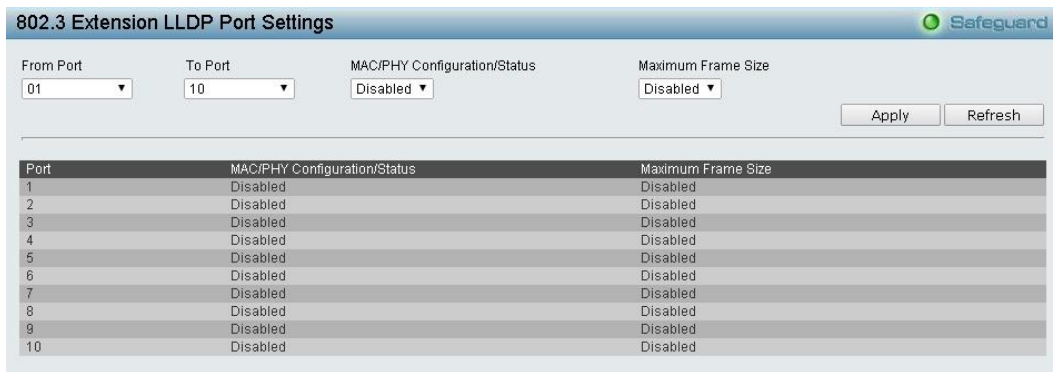 802.3 Extension LLDP Port Settings Safeguard
From Port To Port MAC/PHY Configuration/Status Maximum Frame Size
01 10 Disabled Disabled
Apply Refresh
Port MAC/PHY Configuration/Status Maximum Frame Size
1 Disabled Disabled
2 Disabled Disabled
3 Disabled Disabled
4 Disabled Disabled
5 Disabled Disabled
6 Disabled Disabled
7 Disabled Disabled
8 Disabled Disabled
9 Disabled Disabled
10 Disabled Disabled